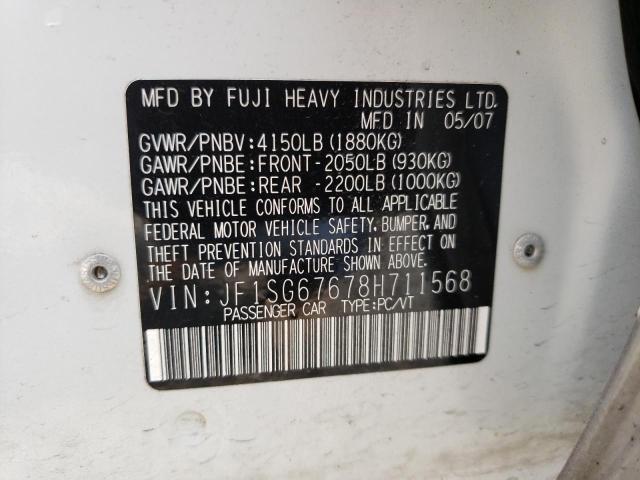 MFD BY FUJI HEAVY INDUSTRIES LTD.
MFD IN 05/07
GVWR/PNBV:4150LB (1880KG)
GAWR/PNBE:FRONT-2050LB (930KG)
GAWR/PNBE:REAR -2200LB (1000KG)
THIS VEHICLE CONFORMS TO ALL APPLICABLE
FEDERAL MOTOR VEHICLE SAFETY, BUMPER, AND
THEFT PREVENTION STANDARDS IN EFFECT ON
THE DATE OF MANUFACTURE SHOWN ABOVE.
VIN:JF1SG67678H711568
PASSENGER CAR TYPE:PC/VT